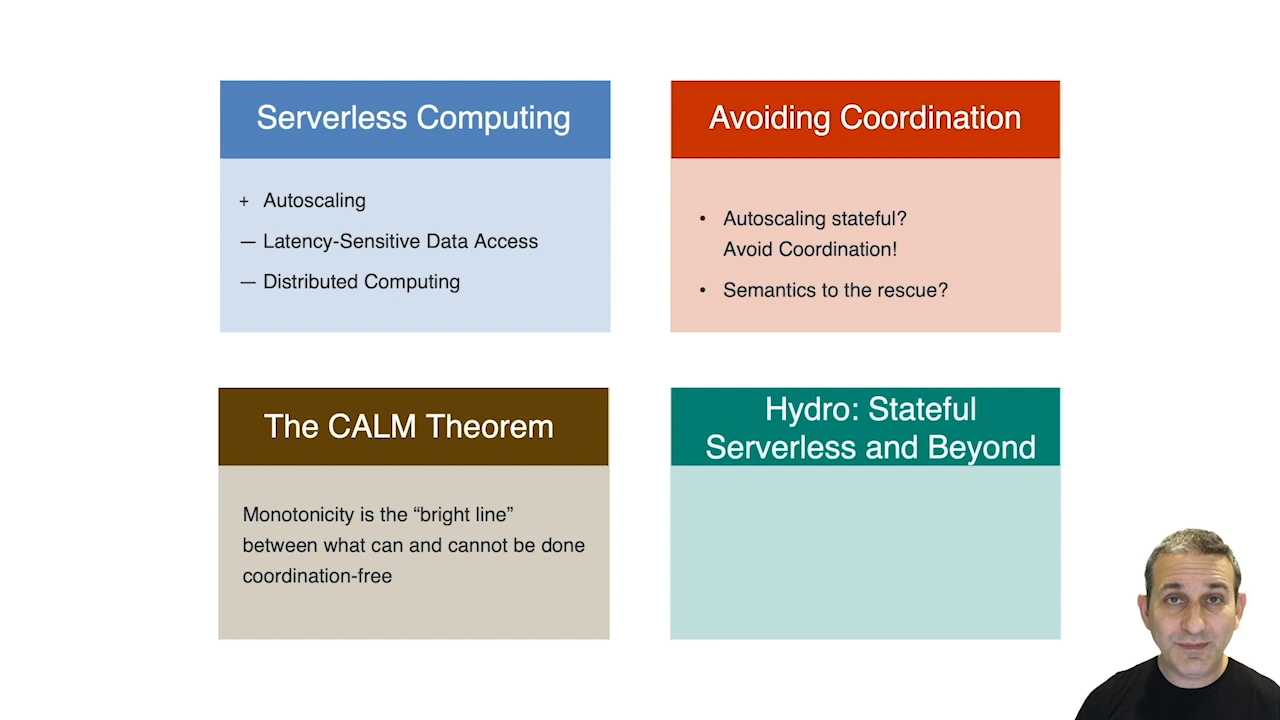 Serverless Computing
+ Autoscaling
— Latency-Sensitive Data Access
— Distributed Computing
Avoiding Coordination
• Autoscaling stateful?
Avoid Coordination!
• Semantics to the rescue?
The CALM Theorem
Monotonicity is the “bright line”
between what can and cannot be done
coordination-free
Hydro: Stateful
Serverless and Beyond